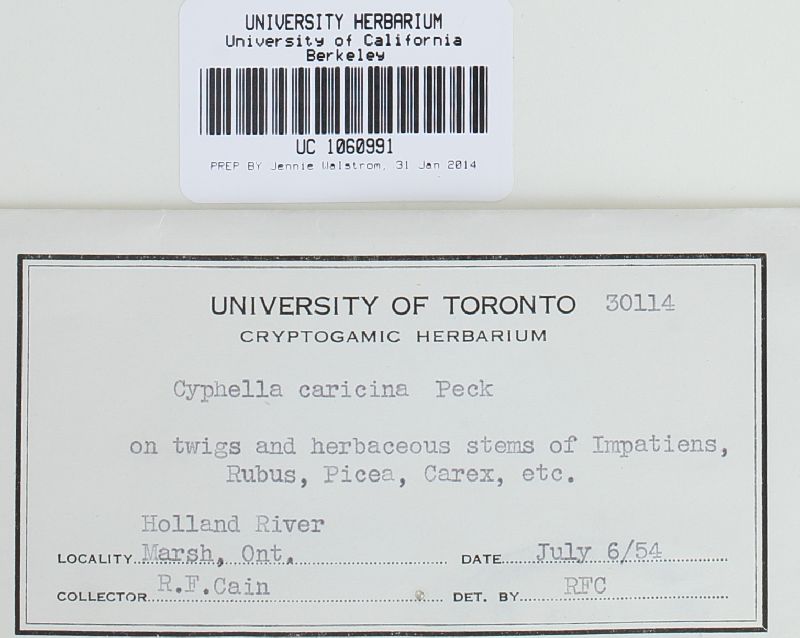 UNIVERSITY HERBARIUM
University of California
Berkeley
UC 1060991
PREP BY Jennie Walstrom, 31 Jan 2014
UNIVERSITY OF TORONTO 30114
CRYPTOGAMIC HERBARIUM
Cyphella caricina Peck
on twigs and herbaceous stems of Impatiens,
Rubus, Picea, Carex, etc.
Holland River
LOCALITY Marsh, Ont. DATE July 6/54
COLLECTOR R.F.Cain DET. BY RFC